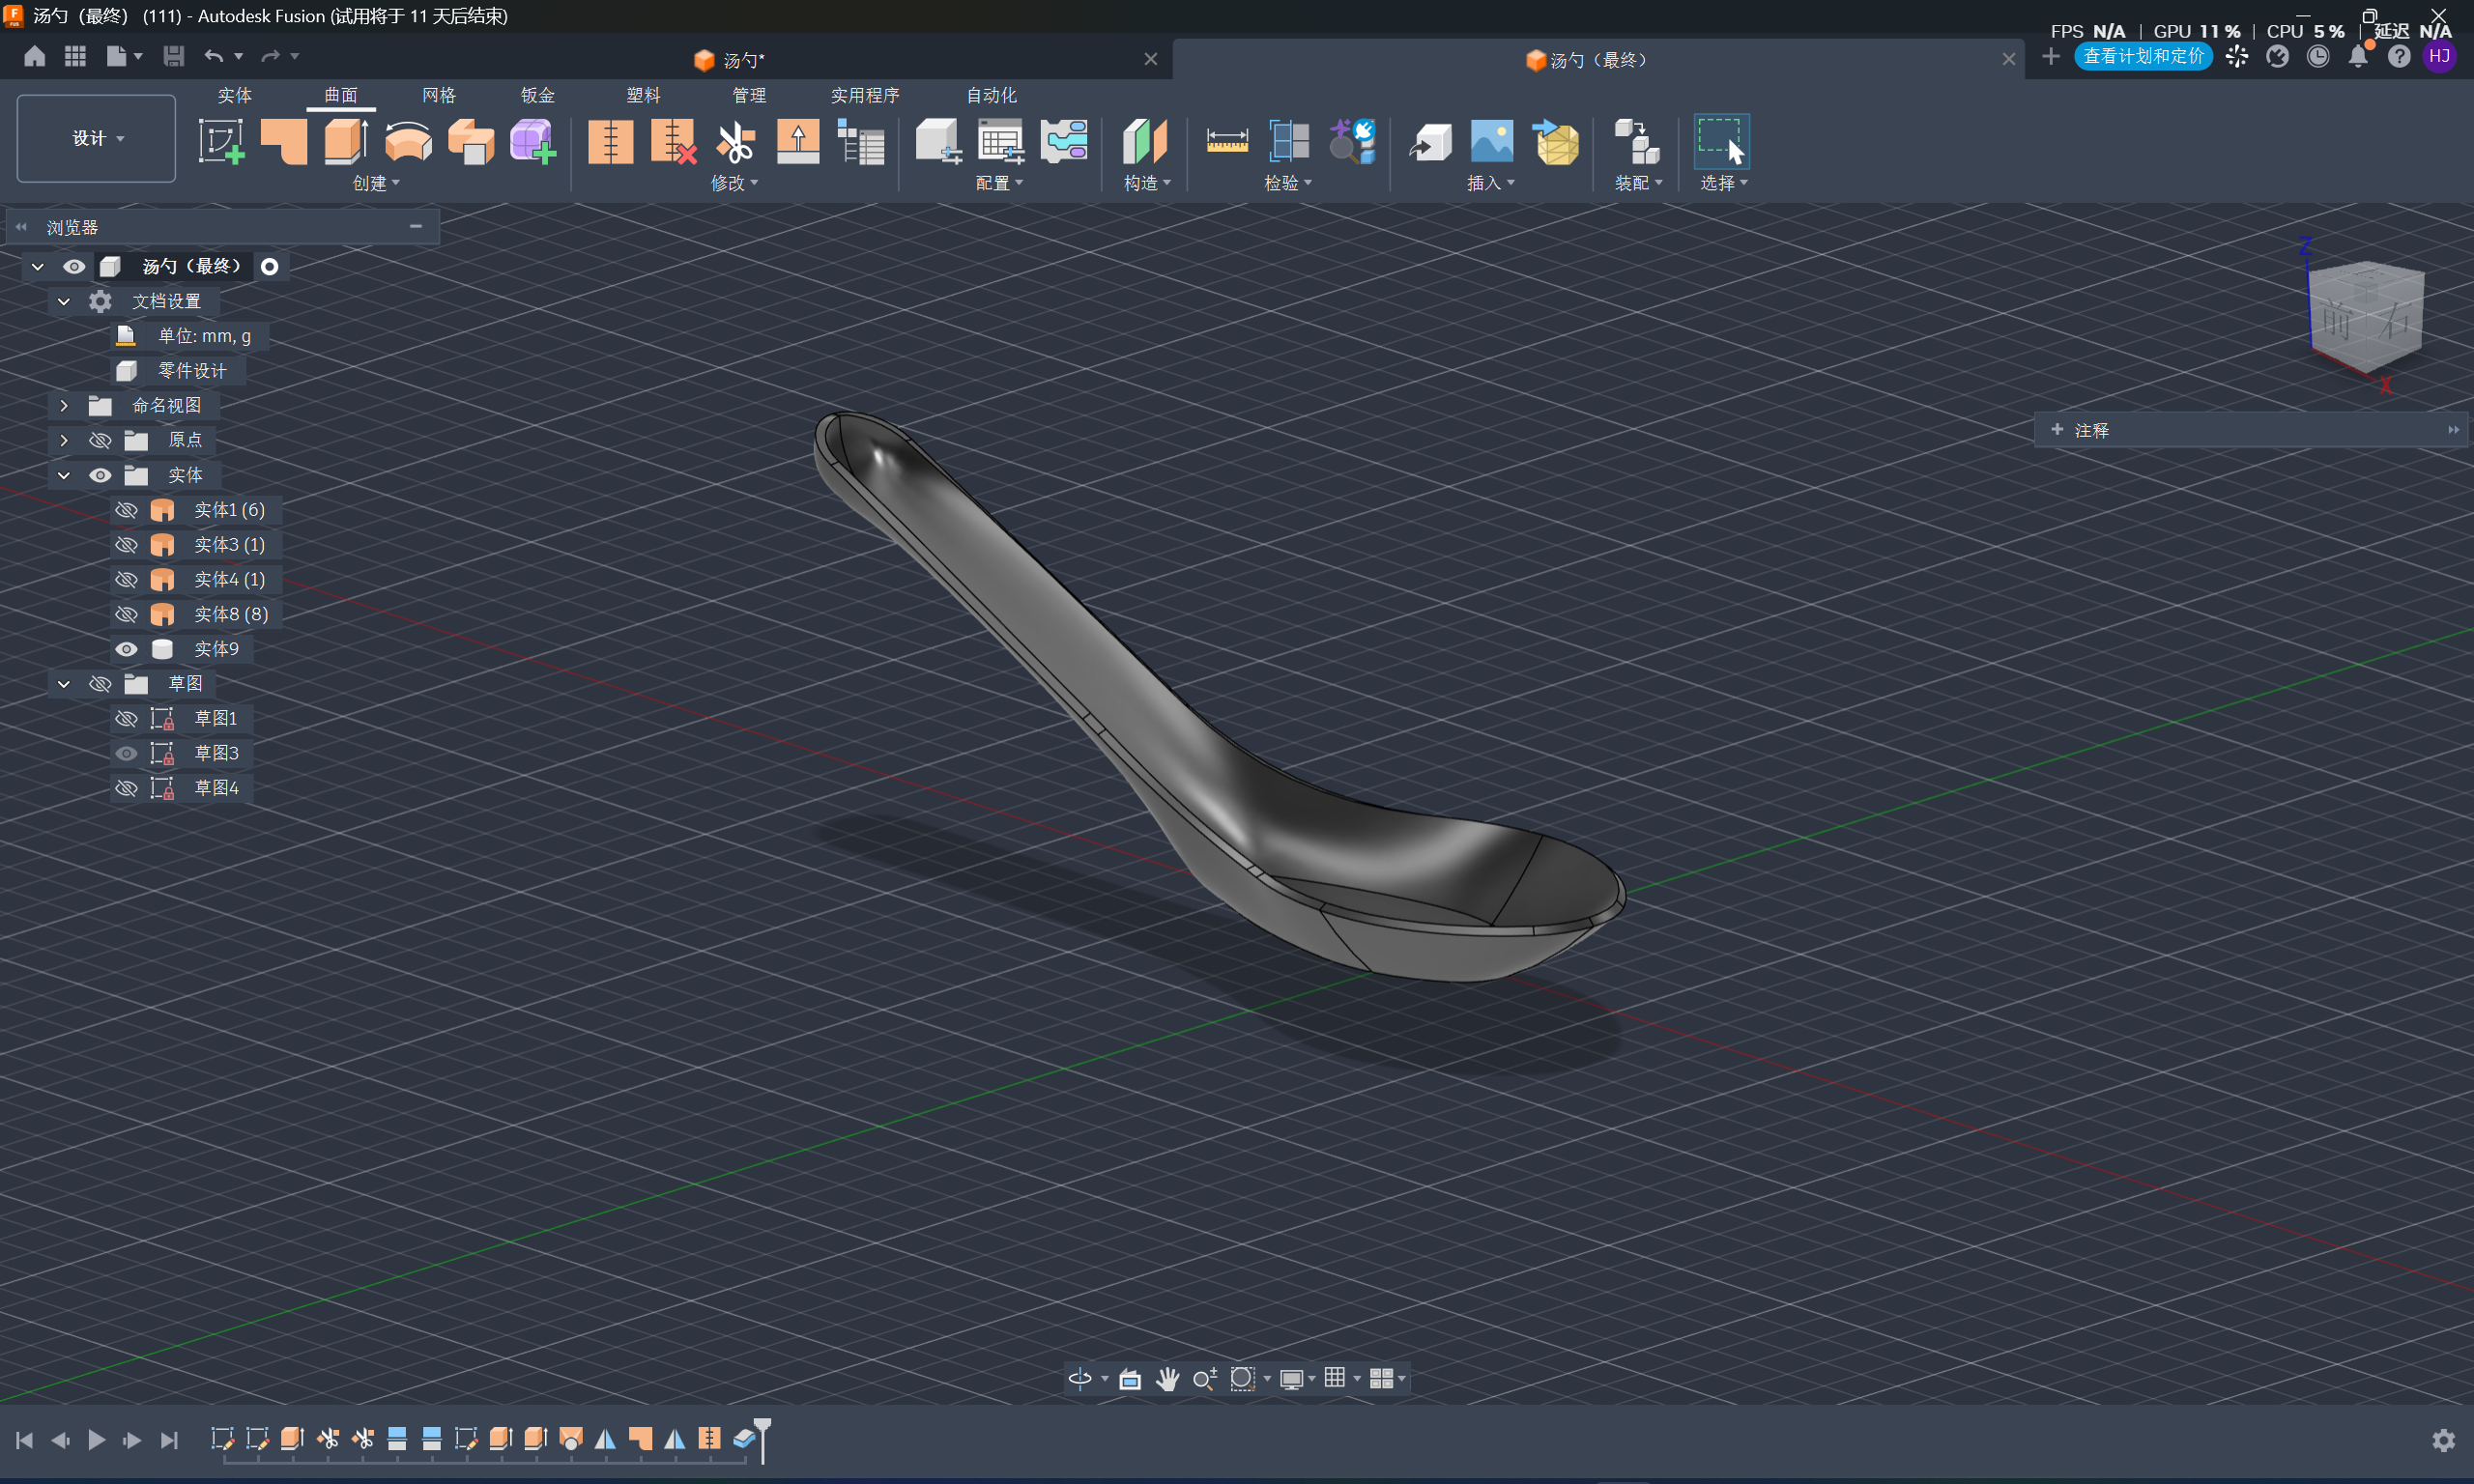 汤勺（最终） (111) - Autodesk Fusion (试用将于 11 天后结束)
FPS N/A | GPU 11 % | CPU 5 % | 延迟 N/A
汤勺*
汤勺（最终）
查看计划和定价
HJ
实体 曲面 网格 钣金 塑料 管理 实用程序 自动化
设计
创建 修改 配置 构造 检验 插入 装配 选择
浏览器
汤勺（最终）
文档设置
单位: mm, g
零件设计
命名视图
原点
实体
实体1 (6)
实体3 (1)
实体4 (1)
实体8 (8)
实体9
草图
草图1
草图3
草图4
Z
前 右
X
注释